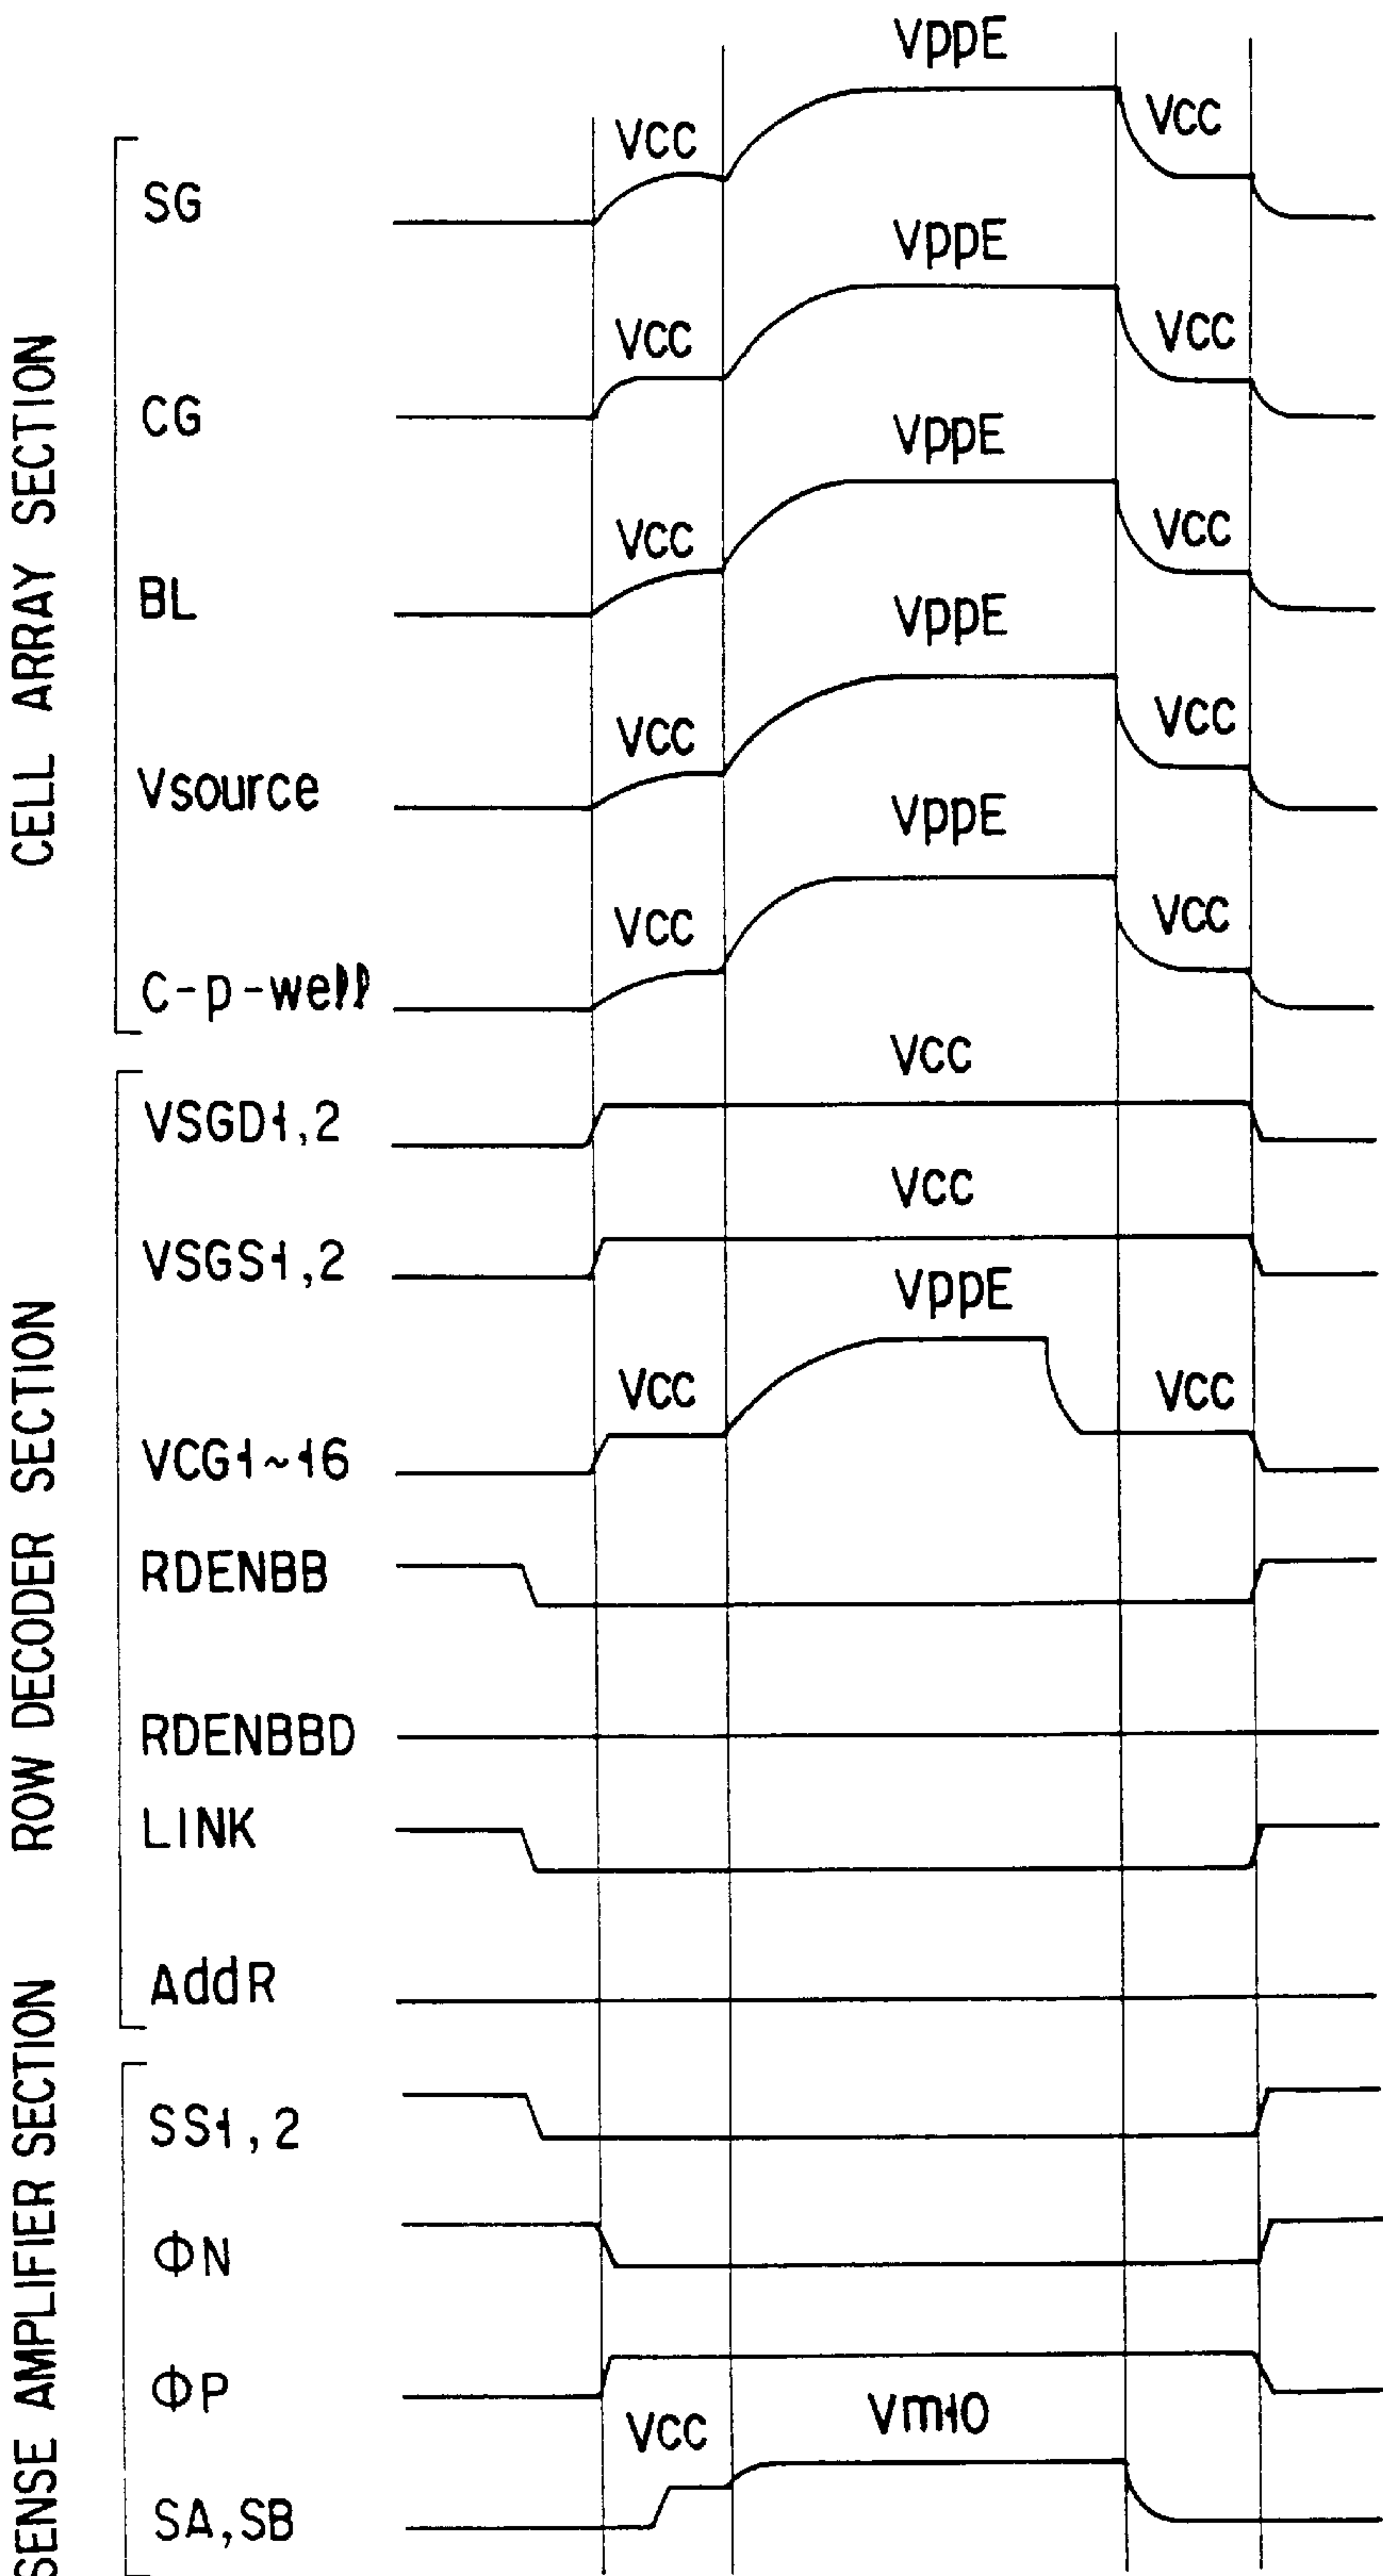 CELL ARRAY SECTION
VppE
VCC
VCC
SG
VppE
VCC
VCC
CG
VppE
VCC
VCC
BL
VppE
VCC
VCC
Vsource
VppE
VCC
VCC
C-p-well
ROW DECODER SECTION
VCC
VSGD1,2
VCC
VSGS1,2
VppE
VCC
VCC
VCG1~16
RDENBB
RDENBBD
LINK
AddR
SENSE AMPLIFIER SECTION
SS1,2
ΦN
ΦP
VCC
Vm10
SA,SB